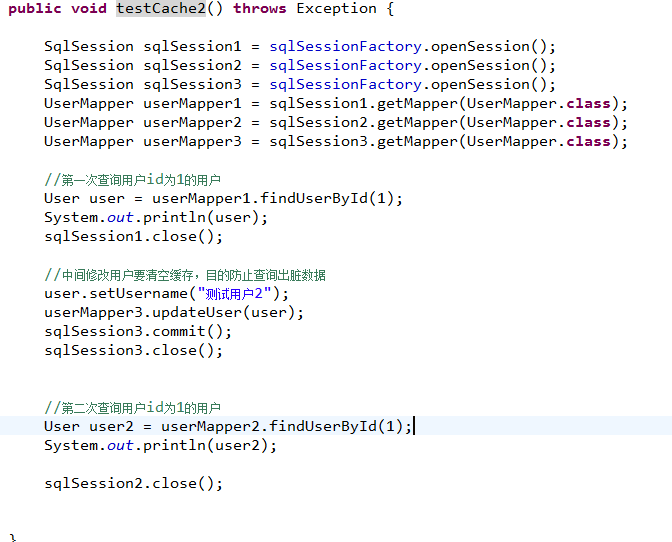 public void testCache2() throws Exception {
SqlSession sqlSession1 = sqlSessionFactory.openSession();
SqlSession sqlSession2 = sqlSessionFactory.openSession();
SqlSession sqlSession3 = sqlSessionFactory.openSession();
UserMapper userMapper1 = sqlSession1.getMapper(UserMapper.class);
UserMapper userMapper2 = sqlSession2.getMapper(UserMapper.class);
UserMapper userMapper3 = sqlSession3.getMapper(UserMapper.class);
//第一次查询用户id为1的用户
User user = userMapper1.findUserById(1);
System.out.println(user);
sqlSession1.close();
//中间修改用户要清空缓存，目的防止查询出脏数据
user.setUsername("测试用户2");
userMapper3.updateUser(user);
sqlSession3.commit();
sqlSession3.close();
//第二次查询用户id为1的用户
User user2 = userMapper2.findUserById(1);
System.out.println(user2);
sqlSession2.close();
}